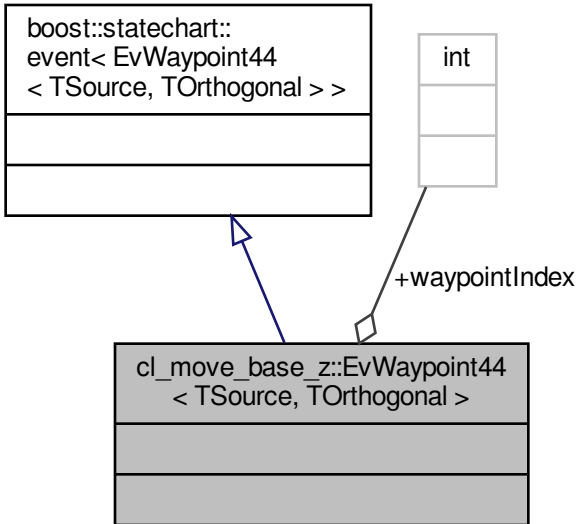 boost::statechart::
event< EvWaypoint44
< TSource, TOrthogonal > >
int
+waypointIndex
cl_move_base_z::EvWaypoint44
< TSource, TOrthogonal >